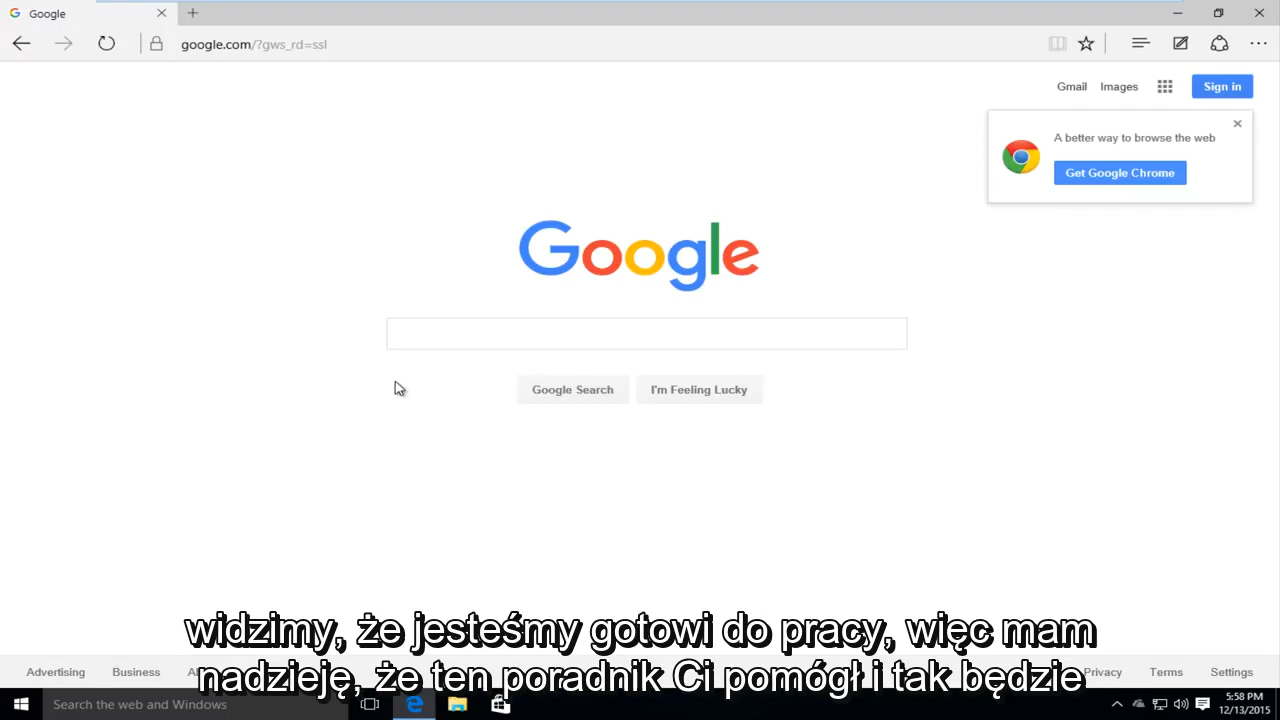 Google
google.com/?gws_rd=ssl
Gmail Images Sign in
A better way to browse the web
Get Google Chrome
Google
Google Search I'm Feeling Lucky
widzimy, że jesteśmy gotowi do pracy, więc mam
nadzieję, że ten poradnik Ci pomógł i tak będzie
Advertising Business Privacy Terms Settings
Search the web and Windows
5:58 PM
12/13/2015